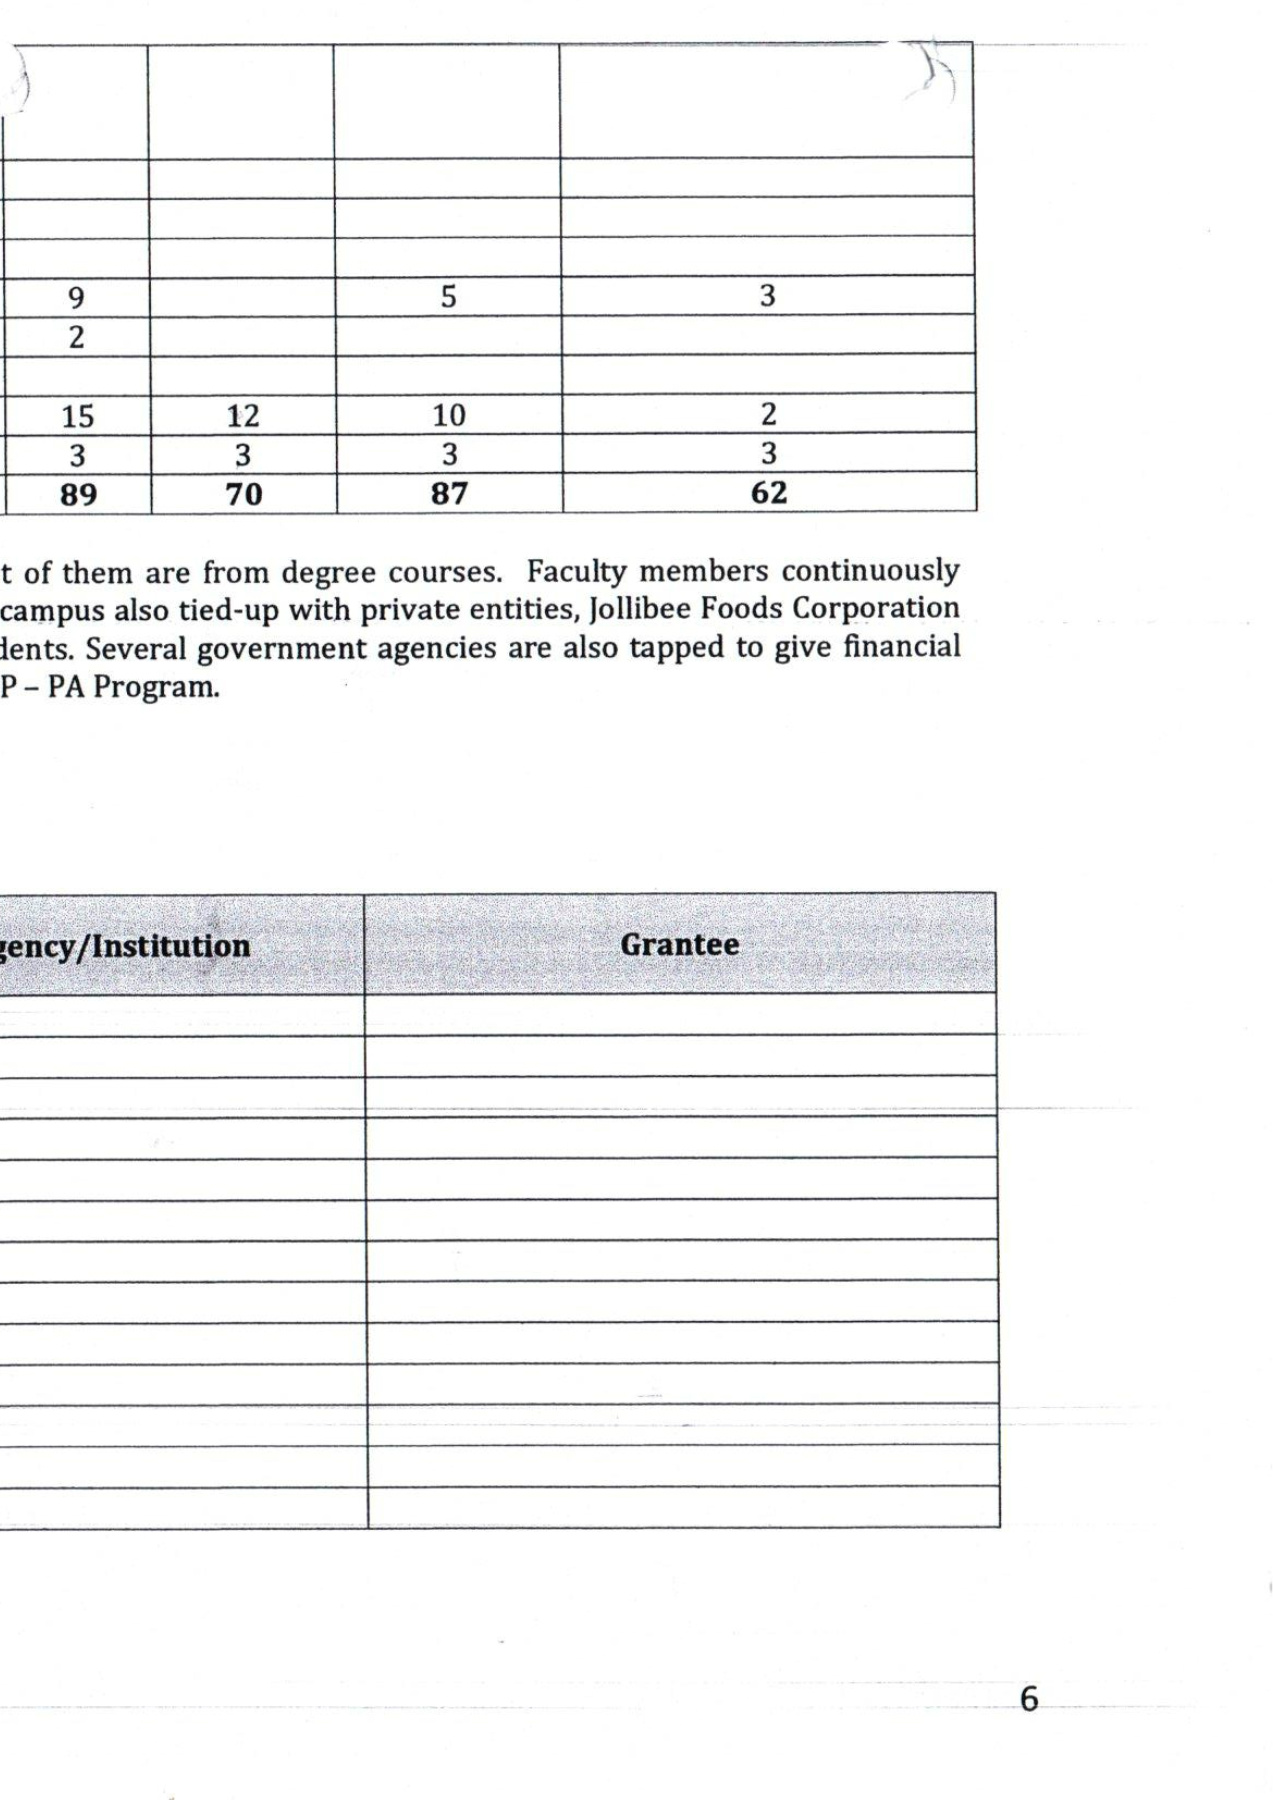 9 5 3
2
15 12 10 2
3 3 3 3
89 70 87 62
t of them are from degree courses. Faculty members continuously
campus also tied-up with private entities, Jollibee Foods Corporation
dents. Several government agencies are also tapped to give financial
P – PA Program.
gency/Institution Grantee
6